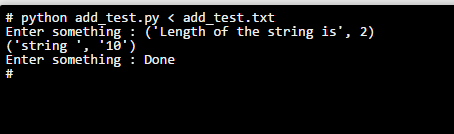 # python add_test.py < add_test.txt
Enter something : ('Length of the string is', 2)
('string ', '10')
Enter something : Done
#